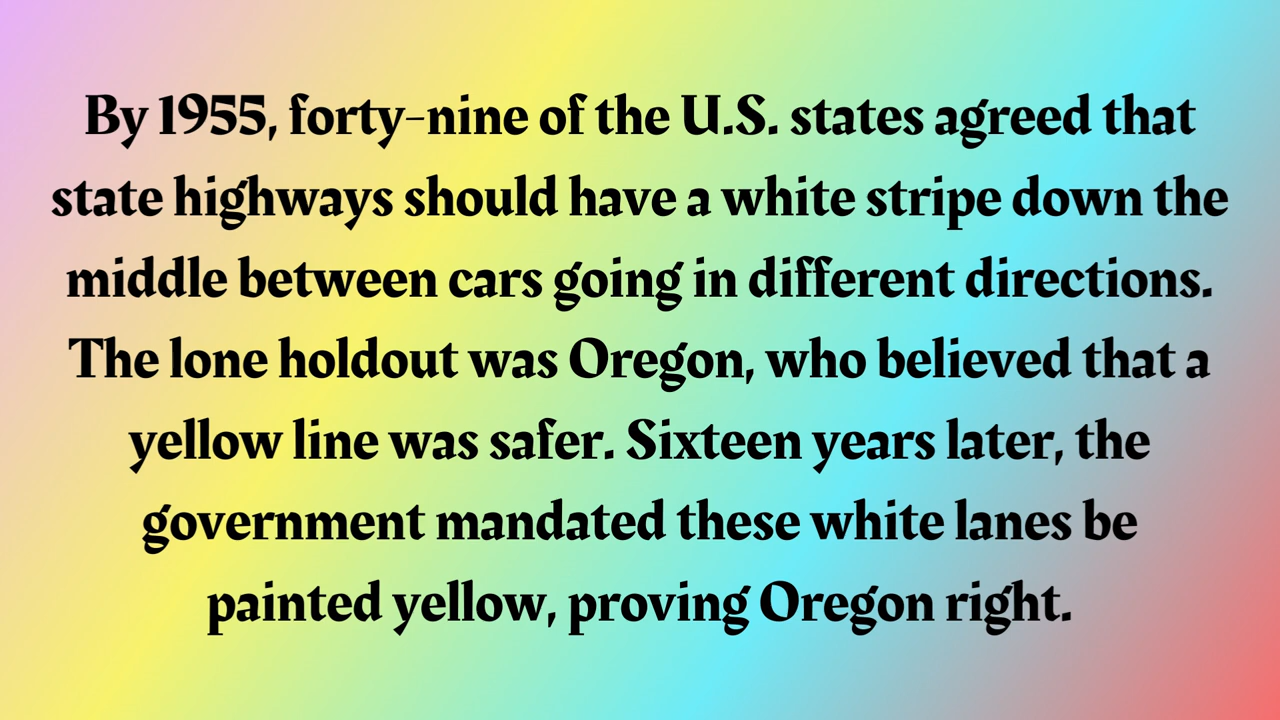 By 1955, forty-nine of the U.S. states agreed that
state highways should have a white stripe down the
middle between cars going in different directions.
The lone holdout was Oregon, who believed that a
yellow line was safer. Sixteen years later, the
government mandated these white lanes be
painted yellow, proving Oregon right.